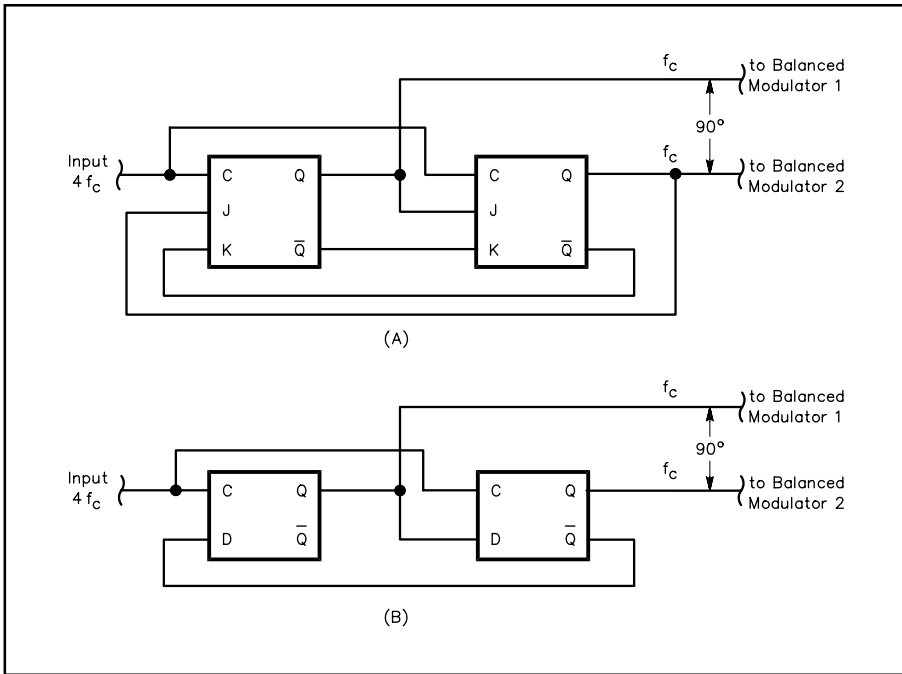 f_c
to Balanced
Modulator 1
90°
Input
4 f_c
C Q
J
K Q̅
C Q
J
K Q̅
f_c
to Balanced
Modulator 2
(A)
f_c
to Balanced
Modulator 1
90°
Input
4 f_c
C Q
D Q̅
C Q
D Q̅
f_c
to Balanced
Modulator 2
(B)